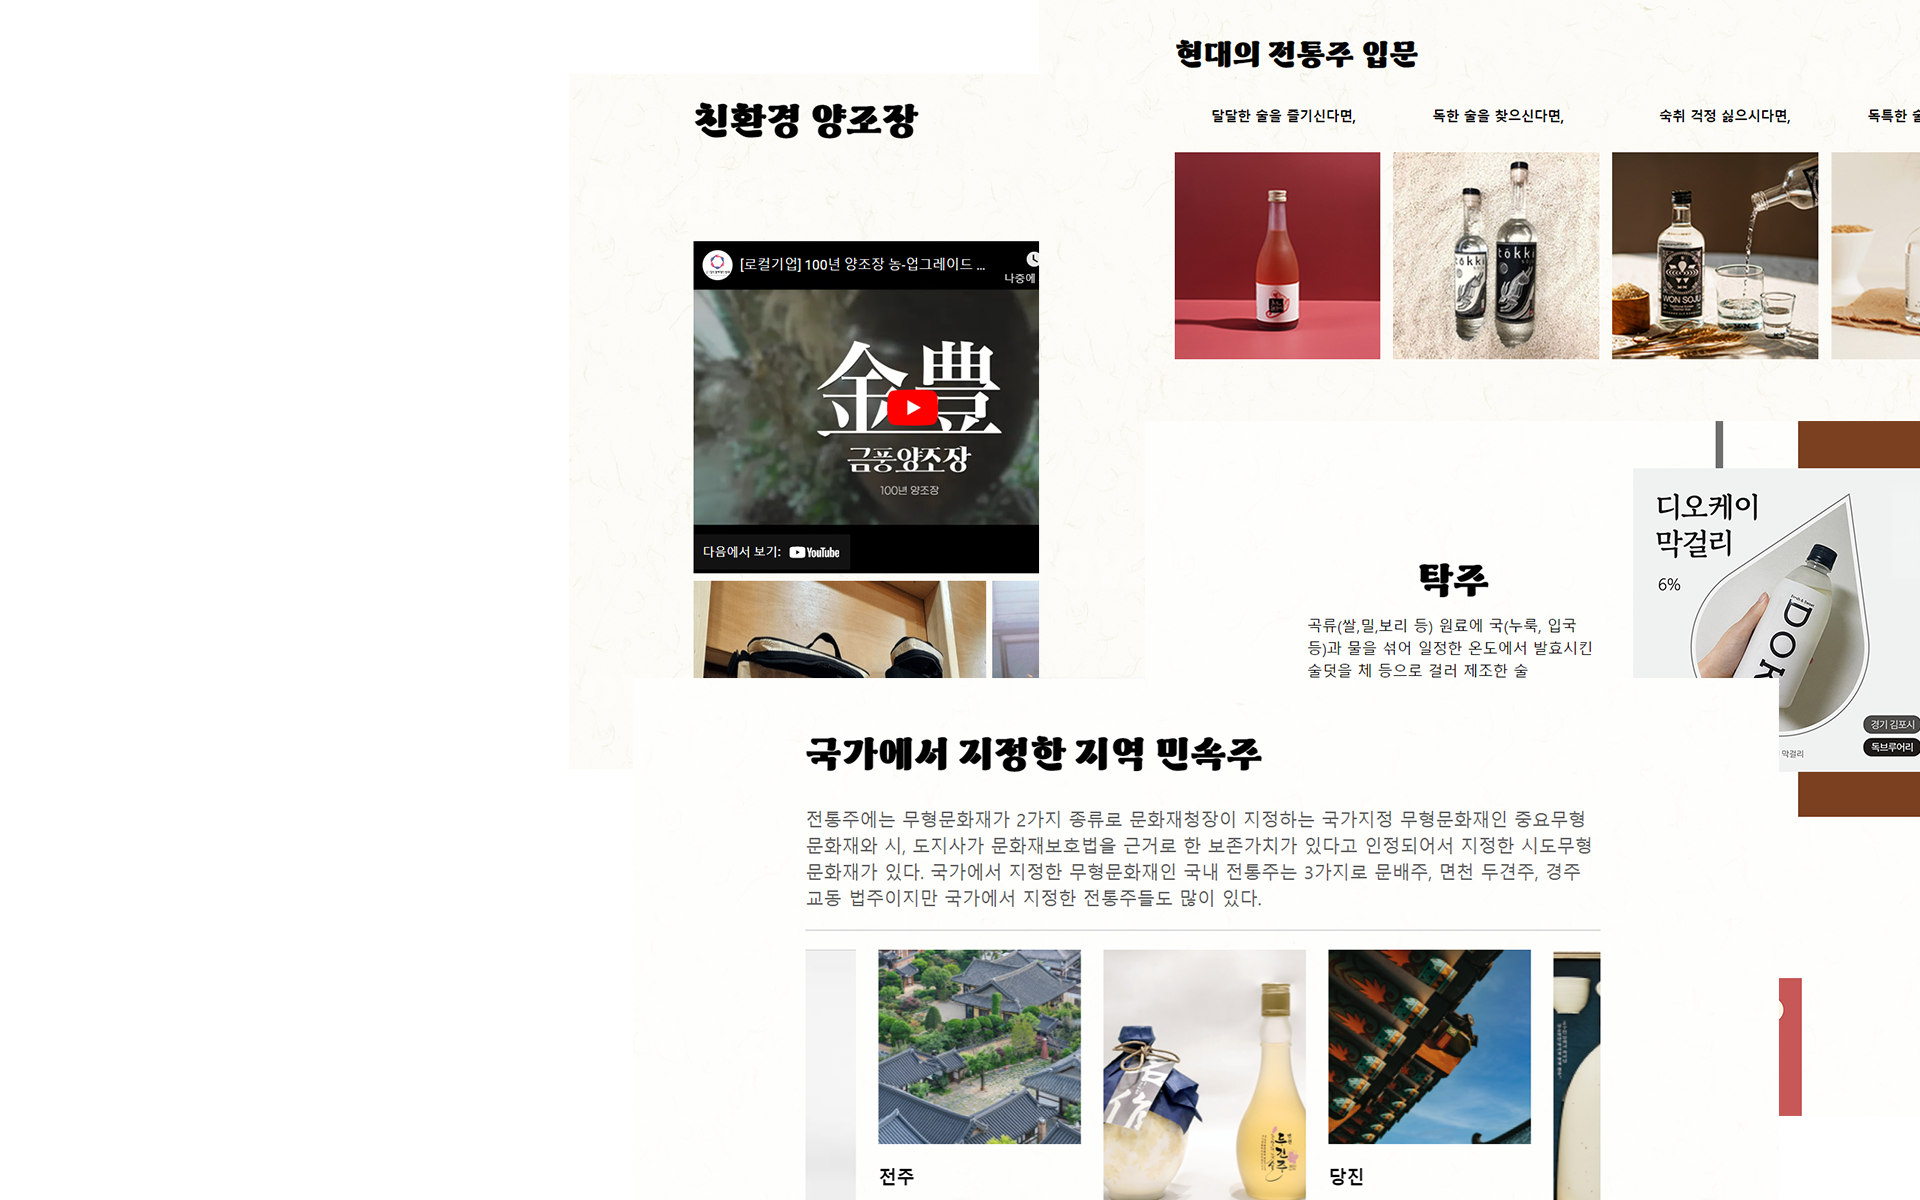 현대의 전통주 입문
달달한 술을 즐기신다면,
독한 술을 찾으신다면,
숙취 걱정 싫으시다면,
독특한
tökki
SOJU
tökki
SOJU
WON SOJU
친환경 양조장
[로컬기업] 100년 양조장 농-업그레이드 ...
나중에
金豊
금풍양조장
100년 양조장
다음에서 보기: YouTube
탁주
곡류(쌀,밀,보리 등) 원료에 국(누룩, 입국
등)과 물을 섞어 일정한 온도에서 발효시킨
술덧을 체 등으로 걸러 제조한 술
디오케이
막걸리
6%
DOK
경기 김포시
독브루어리
막걸리
국가에서 지정한 지역 민속주
전통주에는 무형문화재가 2가지 종류로 문화재청장이 지정하는 국가지정 무형문화재인 중요무형
문화재와 시, 도지사가 문화재보호법을 근거로 한 보존가치가 있다고 인정되어서 지정한 시도무형
문화재가 있다. 국가에서 지정한 무형문화재인 국내 전통주는 3가지로 문배주, 면천 두견주, 경주
교동 법주이지만 국가에서 지정한 전통주들도 많이 있다.
두견주
전주
당진